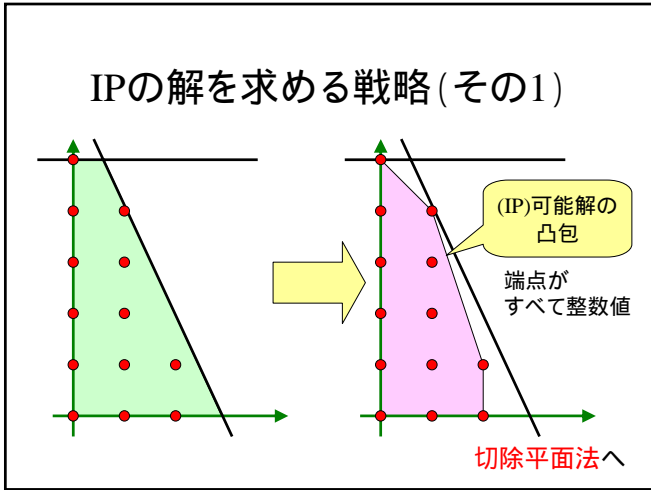 IPの解を求める戦略(その1)
(IP)可能解の
凸包
端点が
すべて整数値
切除平面法へ